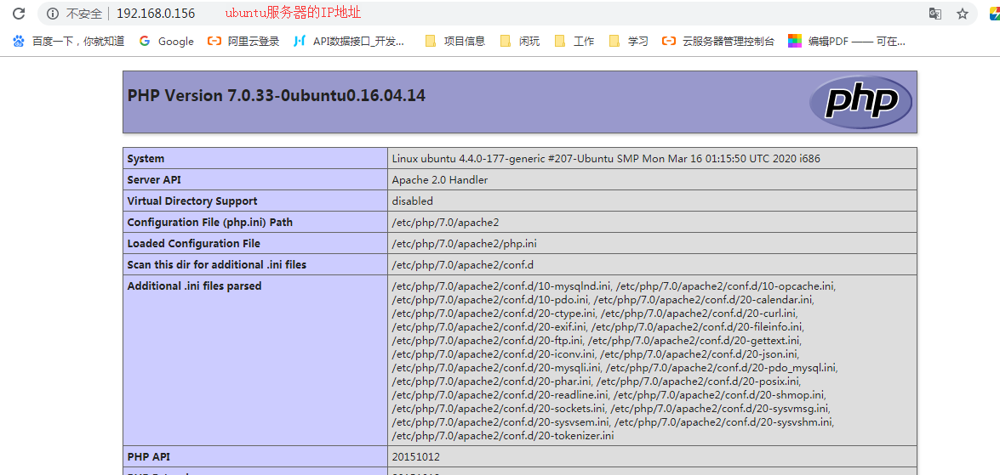 不安全 192.168.0.156 ubuntu服务器的IP地址
百度一下，你就知道 Google 阿里云登录 API数据接口_开发... 项目信息 闲玩 工作 学习 云服务器管理控制台 编辑PDF —— 可在...
PHP Version 7.0.33-0ubuntu0.16.04.14 php
System Linux ubuntu 4.4.0-177-generic #207-Ubuntu SMP Mon Mar 16 01:15:50 UTC 2020 i686
Server API Apache 2.0 Handler
Virtual Directory Support disabled
Configuration File (php.ini) Path /etc/php/7.0/apache2
Loaded Configuration File /etc/php/7.0/apache2/php.ini
Scan this dir for additional .ini files /etc/php/7.0/apache2/conf.d
Additional .ini files parsed /etc/php/7.0/apache2/conf.d/10-mysqlnd.ini, /etc/php/7.0/apache2/conf.d/10-opcache.ini,
/etc/php/7.0/apache2/conf.d/10-pdo.ini, /etc/php/7.0/apache2/conf.d/20-calendar.ini,
/etc/php/7.0/apache2/conf.d/20-ctype.ini, /etc/php/7.0/apache2/conf.d/20-curl.ini,
/etc/php/7.0/apache2/conf.d/20-exif.ini, /etc/php/7.0/apache2/conf.d/20-fileinfo.ini,
/etc/php/7.0/apache2/conf.d/20-ftp.ini, /etc/php/7.0/apache2/conf.d/20-gettext.ini,
/etc/php/7.0/apache2/conf.d/20-iconv.ini, /etc/php/7.0/apache2/conf.d/20-json.ini,
/etc/php/7.0/apache2/conf.d/20-mysqli.ini, /etc/php/7.0/apache2/conf.d/20-pdo_mysql.ini,
/etc/php/7.0/apache2/conf.d/20-phar.ini, /etc/php/7.0/apache2/conf.d/20-posix.ini,
/etc/php/7.0/apache2/conf.d/20-readline.ini, /etc/php/7.0/apache2/conf.d/20-shmop.ini,
/etc/php/7.0/apache2/conf.d/20-sockets.ini, /etc/php/7.0/apache2/conf.d/20-sysvmsg.ini,
/etc/php/7.0/apache2/conf.d/20-sysvsem.ini, /etc/php/7.0/apache2/conf.d/20-sysvshm.ini,
/etc/php/7.0/apache2/conf.d/20-tokenizer.ini
PHP API 20151012